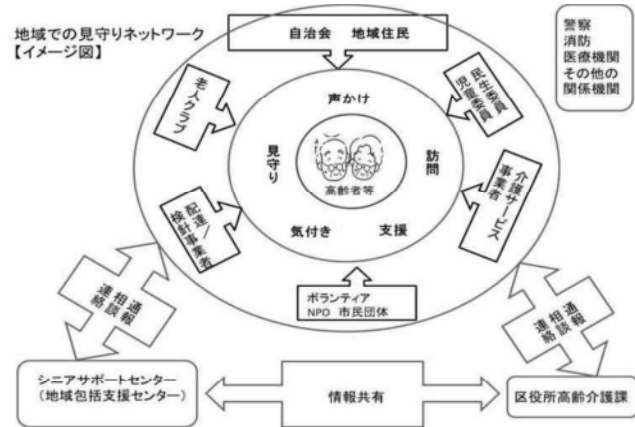 地域での見守りネットワーク
【イメージ図】
自治会　地域住民
警察
消防
医療機関
その他の
関係機関
老人クラブ
民生委員
児童委員
声かけ
見守り
訪問
高齢者等
気付き
支援
配達/
検針事業者
介護サービス
事業者
ボランティア
NPO 市民団体
通報
相談
連絡
通報
相談
連絡
シニアサポートセンター
（地域包括支援センター）
情報共有
区役所高齢介護課